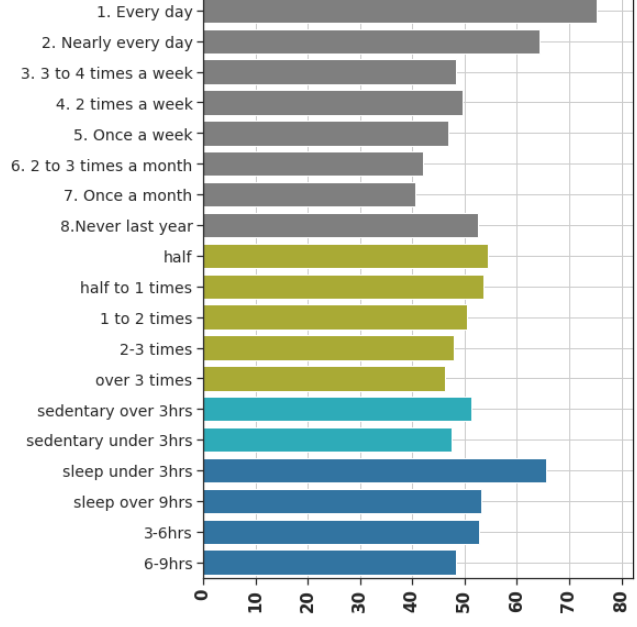 1. Every day
2. Nearly every day
3. 3 to 4 times a week
4. 2 times a week
5. Once a week
6. 2 to 3 times a month
7. Once a month
8.Never last year
half
half to 1 times
1 to 2 times
2-3 times
over 3 times
sedentary over 3hrs
sedentary under 3hrs
sleep under 3hrs
sleep over 9hrs
3-6hrs
6-9hrs
0 10 20 30 40 50 60 70 80